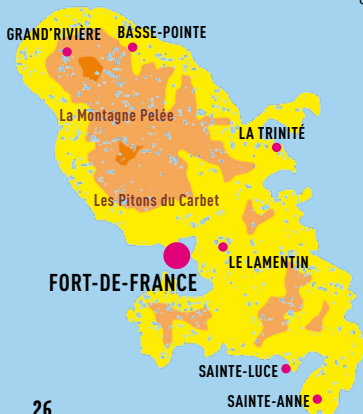 GRAND'RIVIÈRE
BASSE-POINTE
La Montagne Pelée
LA TRINITÉ
Les Pitons du Carbet
LE LAMENTIN
FORT-DE-FRANCE
SAINTE-LUCE
SAINTE-ANNE
26